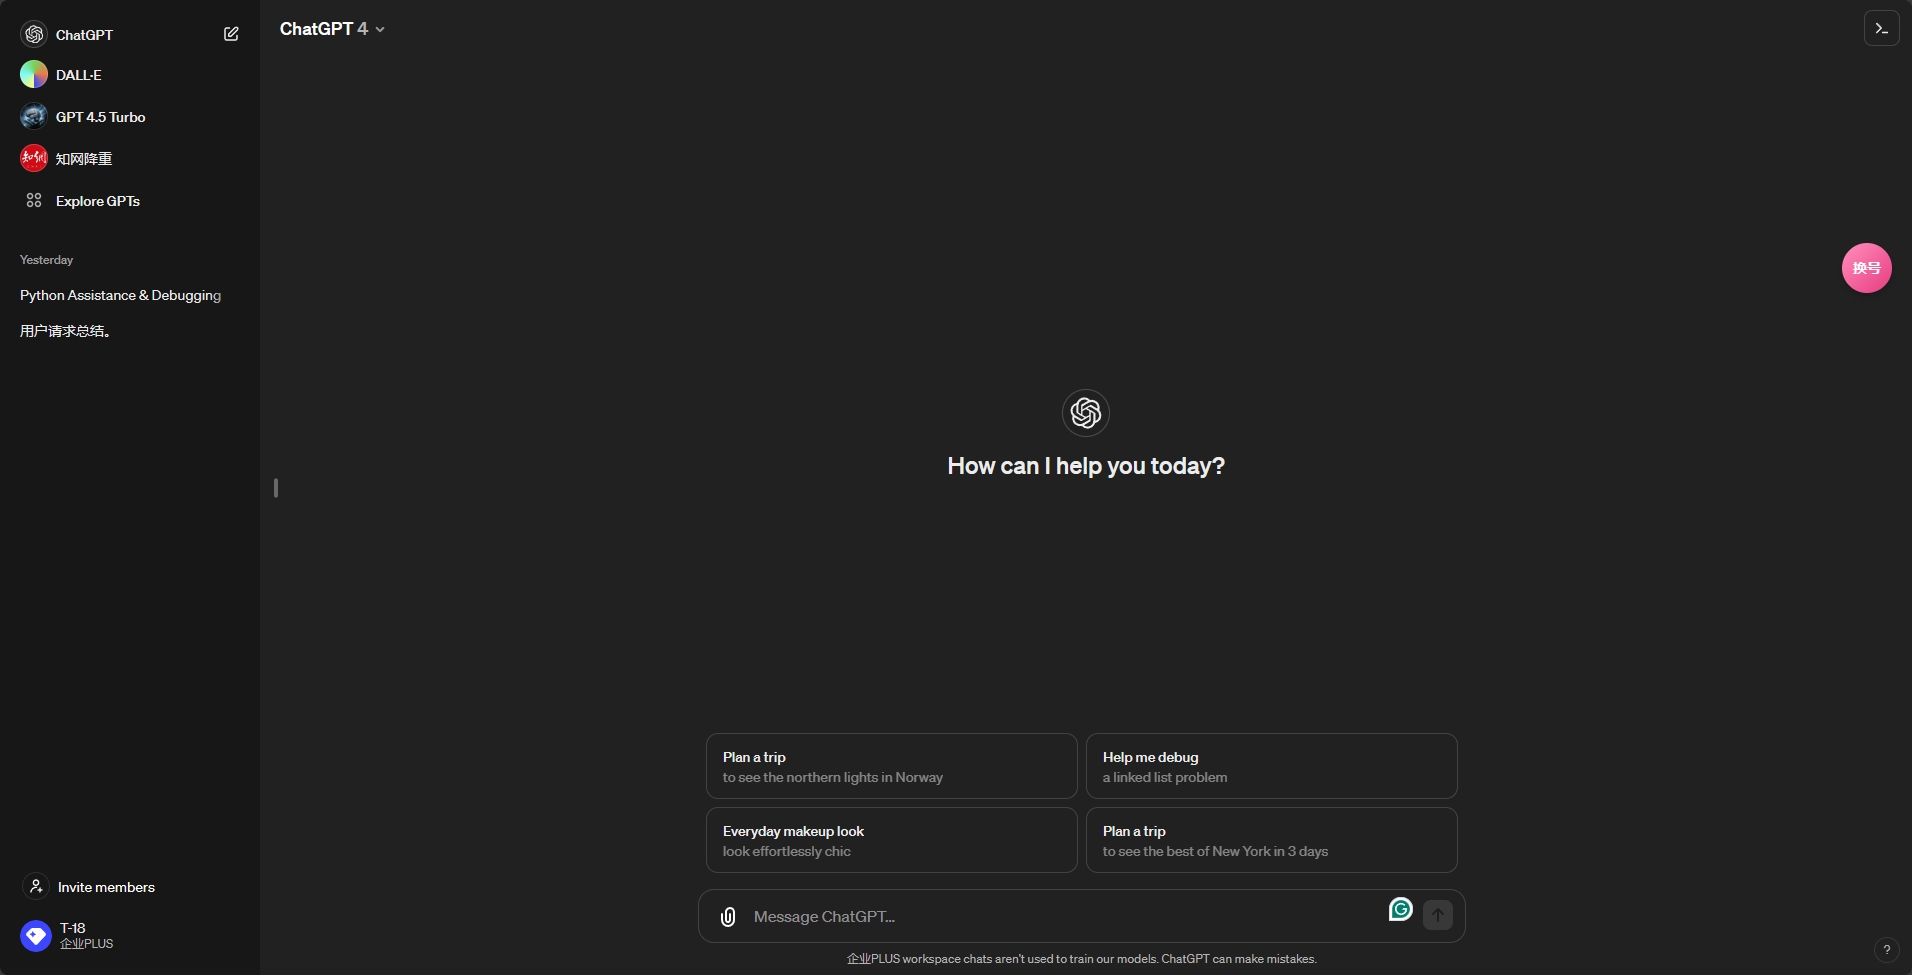 ChatGPT
DALL·E
GPT 4.5 Turbo
知网降重
Explore GPTs
Yesterday
Python Assistance & Debugging
用户请求总结。
Invite members
T-18
企业PLUS
ChatGPT 4
换号
How can I help you today?
Plan a trip
to see the northern lights in Norway
Help me debug
a linked list problem
Everyday makeup look
look effortlessly chic
Plan a trip
to see the best of New York in 3 days
Message ChatGPT...
企业PLUS workspace chats aren't used to train our models. ChatGPT can make mistakes.
?